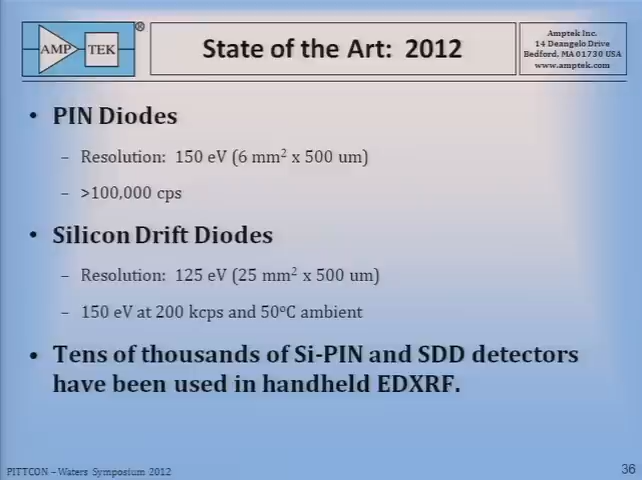 AMP TEK ®
State of the Art: 2012
Amptek Inc.
14 Deangelo Drive
Bedford, MA 01730 USA
www.amptek.com
• PIN Diodes
– Resolution: 150 eV (6 mm² x 500 um)
– >100,000 cps
• Silicon Drift Diodes
– Resolution: 125 eV (25 mm² x 500 um)
– 150 eV at 200 kcps and 50°C ambient
• Tens of thousands of Si-PIN and SDD detectors
have been used in handheld EDXRF.
PITTCON – Waters Symposium 2012
36